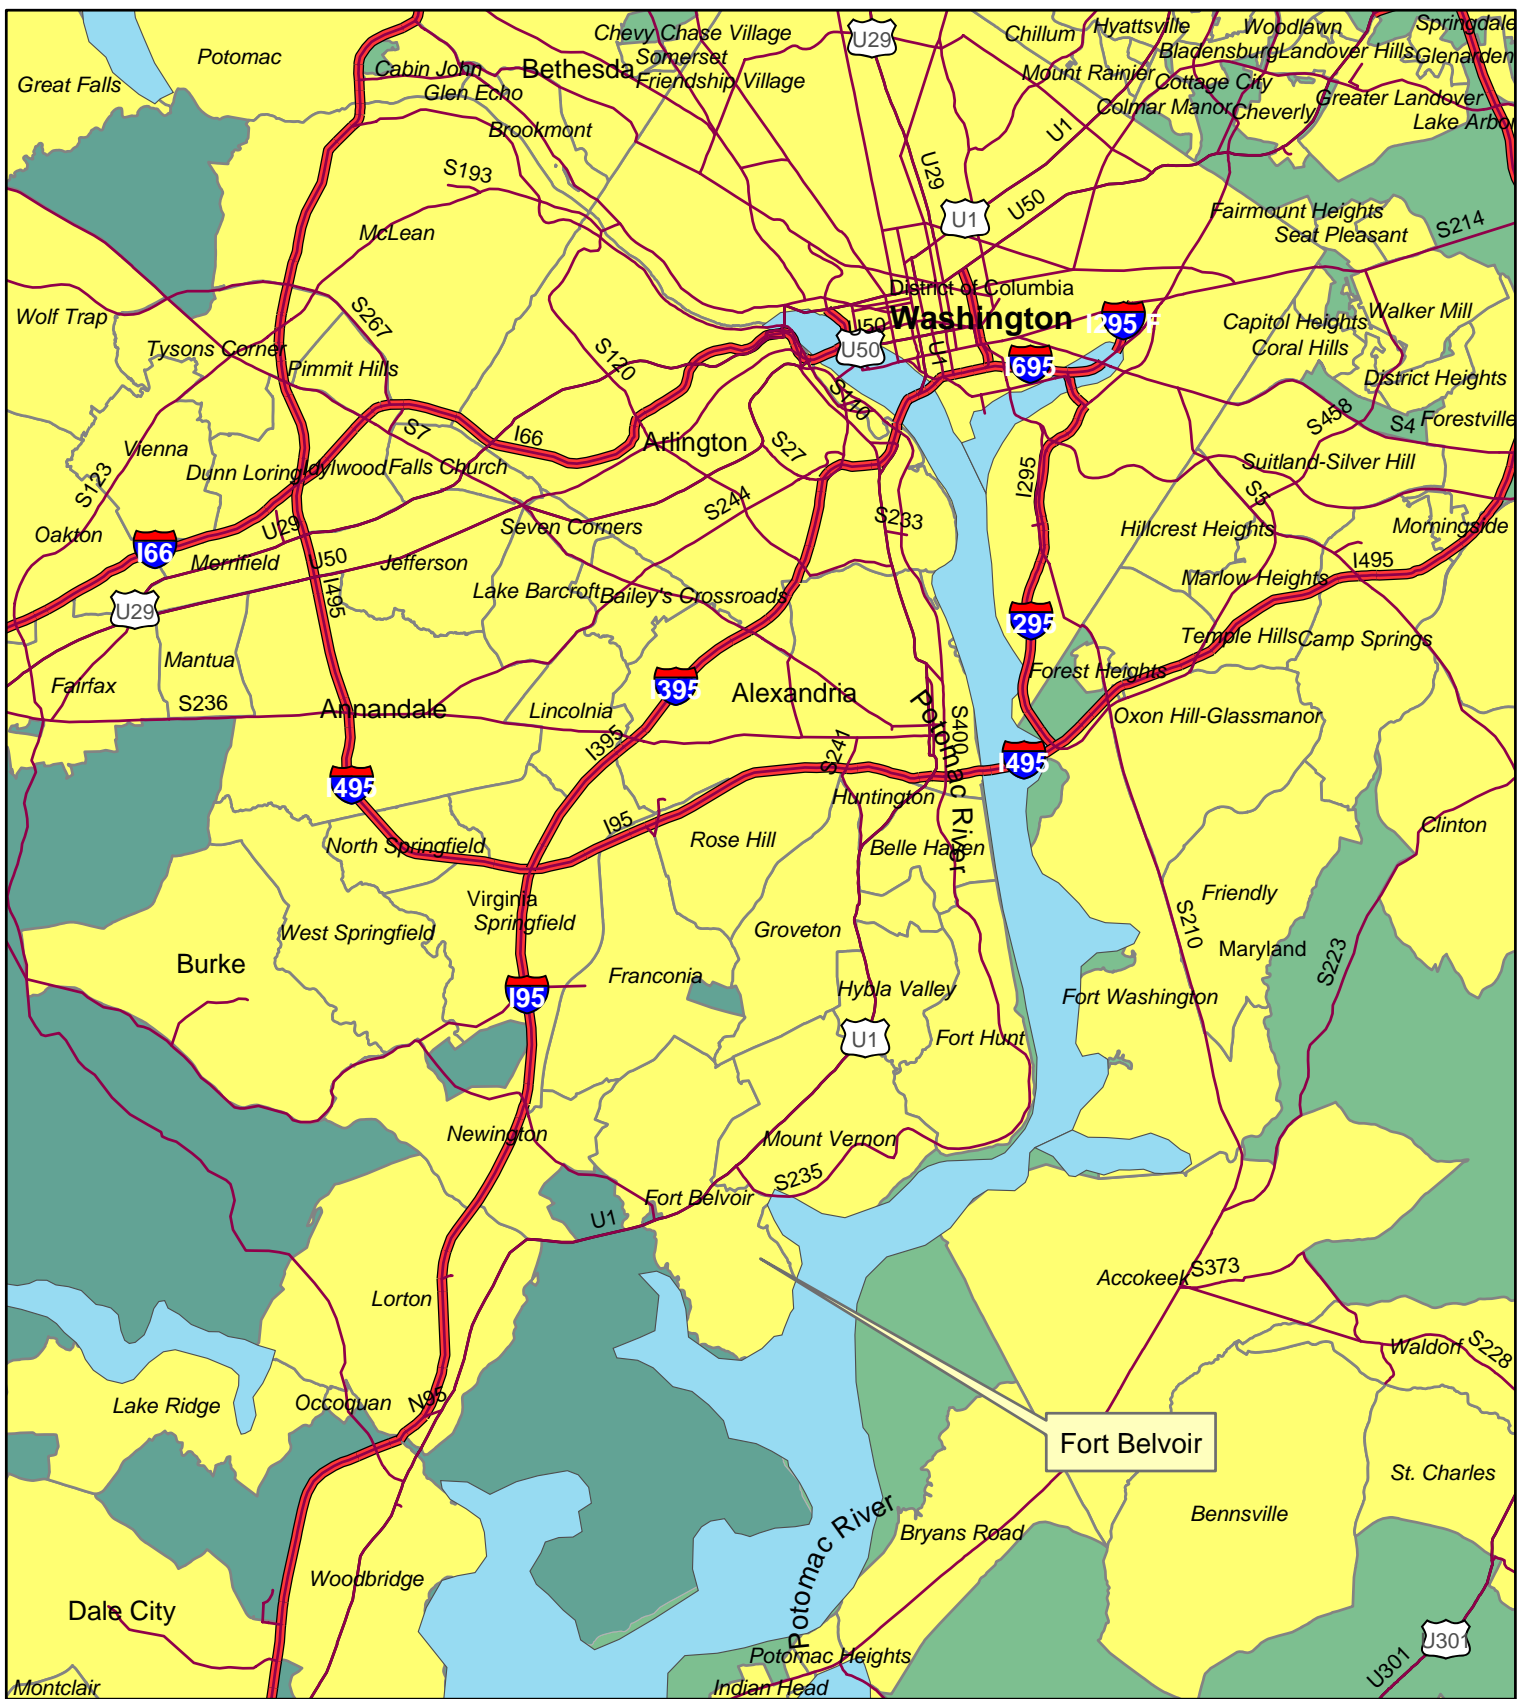 Chevy Chase Village
U29
Chillum
Hyattsville
Woodlawn
Springdale
Potomac
Somerset
Bladensburg
Landover Hills
Glenarden
Great Falls
Cabin John
Bethesda
Friendship Village
Mount Rainier
Cottage City
Glen Echo
Colmar Manor
Cheverly
Greater Landover
Lake Arbor
Brookmont
U1
S193
U29
U50
U1
Fairmount Heights
McLean
Seat Pleasant
S214
District of Columbia
Wolf Trap
S267
U50
Washington
I295 F
Capitol Heights
Walker Mill
Tysons Corner
Pimmit Hills
S120
U50
U1
I695
Coral Hills
District Heights
S110
S7
I66
Arlington
S27
S458
S4
Forestville
Vienna
Dunn Loring
Idylwood
Falls Church
Suitland-Silver Hill
S123
I295
S5
S244
S233
Oakton
I66
U29
Seven Corners
Hillcrest Heights
Morningside
Merrifield
U50
Jefferson
I495
I495
Marlow Heights
Lake Barcroft
Bailey's Crossroads
U29
I295
Temple Hills
Camp Springs
Mantua
Fairfax
I395
Alexandria
Forest Heights
S236
Annandale
Lincolnia
S400
Oxon Hill-Glassmanor
I395
S241
Potomac River
I495
I495
Huntington
I95
North Springfield
Rose Hill
Belle Haven
Clinton
Virginia
Springfield
West Springfield
Groveton
Friendly
S210
Maryland
Burke
Franconia
S223
I95
Hybla Valley
Fort Washington
U1
Fort Hunt
Newington
Mount Vernon
S235
Fort Belvoir
U1
Accokeek
S373
Lorton
Waldorf
S228
Lake Ridge
Occoquan
N95
Fort Belvoir
St. Charles
Bennsville
Potomac River
Bryans Road
Woodbridge
Dale City
U301
Potomac Heights
U301
Montclair
Indian Head